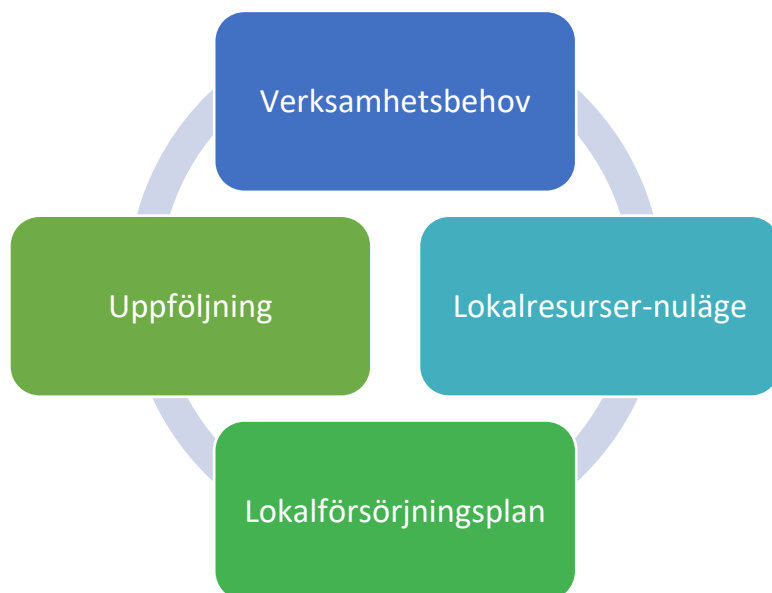 Verksamhetsbehov
Uppföljning
Lokalresurser-nuläge
Lokalförsörjningsplan